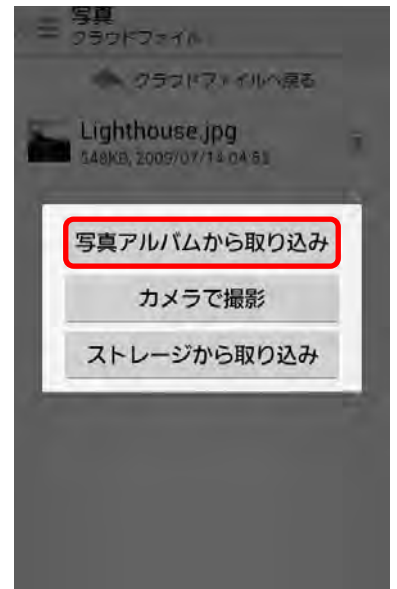 写真
クラウドファイル
クラウドファイルへ戻る
Lighthouse.jpg
548KB, 2009/07/14 04:52
写真アルバムから取り込み
カメラで撮影
ストレージから取り込み